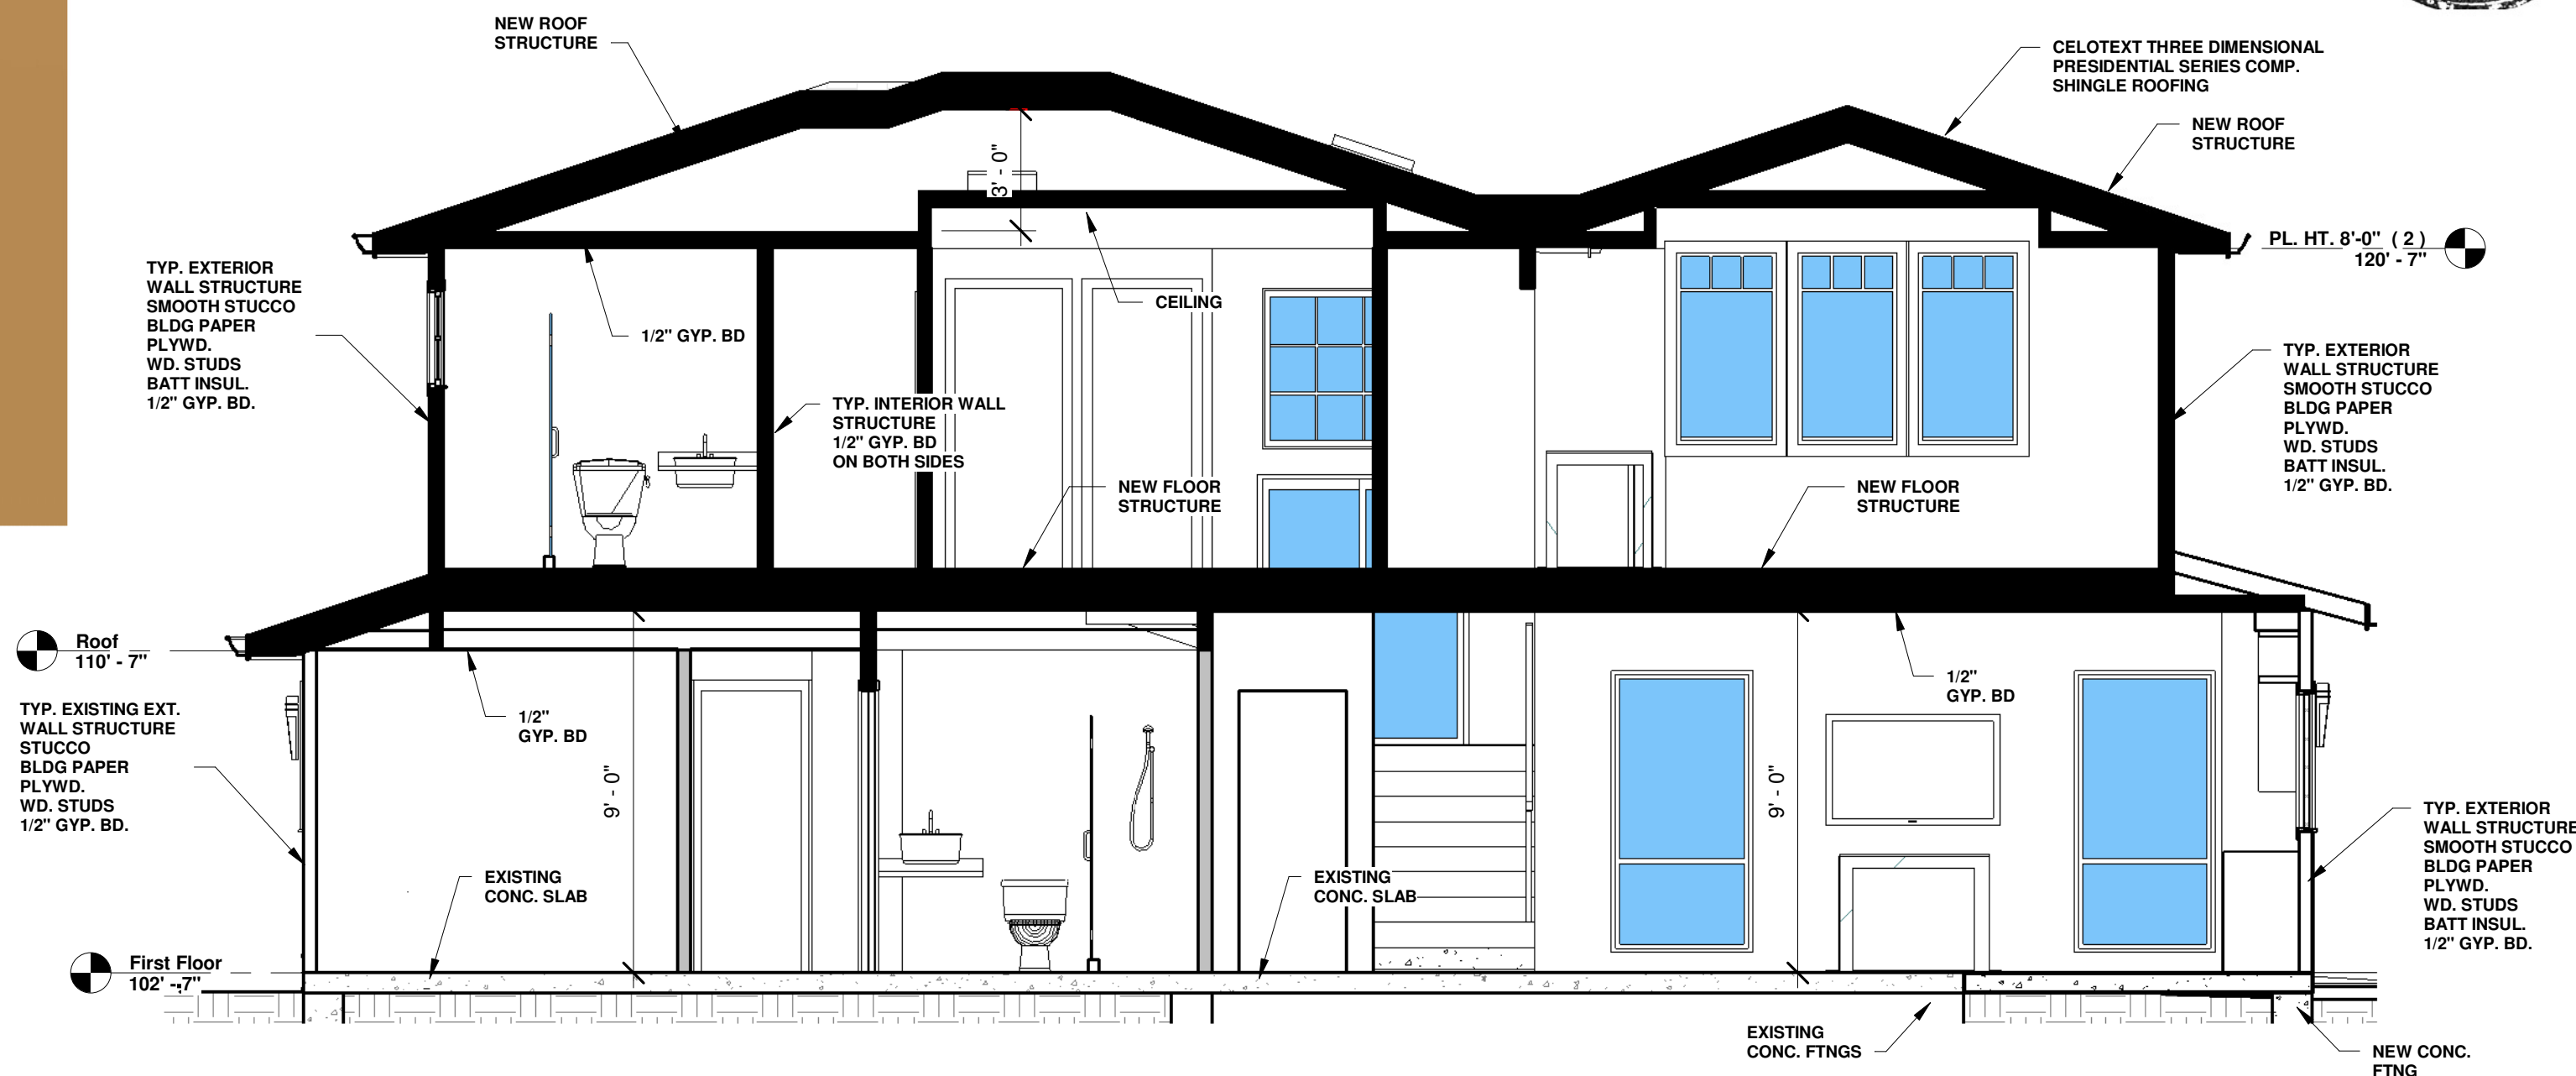 NEW ROOF
STRUCTURE
CELOTEXT THREE DIMENSIONAL
PRESIDENTIAL SERIES COMP.
SHINGLE ROOFING
NEW ROOF
STRUCTURE
3' - 0"
PL. HT. 8'-0" ( 2 )
120' - 7"
TYP. EXTERIOR
WALL STRUCTURE
SMOOTH STUCCO
BLDG PAPER
PLYWD.
WD. STUDS
BATT INSUL.
1/2" GYP. BD.
1/2" GYP. BD
CEILING
TYP. INTERIOR WALL
STRUCTURE
1/2" GYP. BD
ON BOTH SIDES
NEW FLOOR
STRUCTURE
NEW FLOOR
STRUCTURE
TYP. EXTERIOR
WALL STRUCTURE
SMOOTH STUCCO
BLDG PAPER
PLYWD.
WD. STUDS
BATT INSUL.
1/2" GYP. BD.
Roof
110' - 7"
TYP. EXISTING EXT.
WALL STRUCTURE
STUCCO
BLDG PAPER
PLYWD.
WD. STUDS
1/2" GYP. BD.
1/2"
GYP. BD
9' - 0"
EXISTING
CONC. SLAB
EXISTING
CONC. SLAB
9' - 0"
1/2"
GYP. BD
TYP. EXTERIOR
WALL STRUCTURE
SMOOTH STUCCO
BLDG PAPER
PLYWD.
WD. STUDS
BATT INSUL.
1/2" GYP. BD.
First Floor
102' - 7"
EXISTING
CONC. FTNGS
NEW CONC.
FTNG